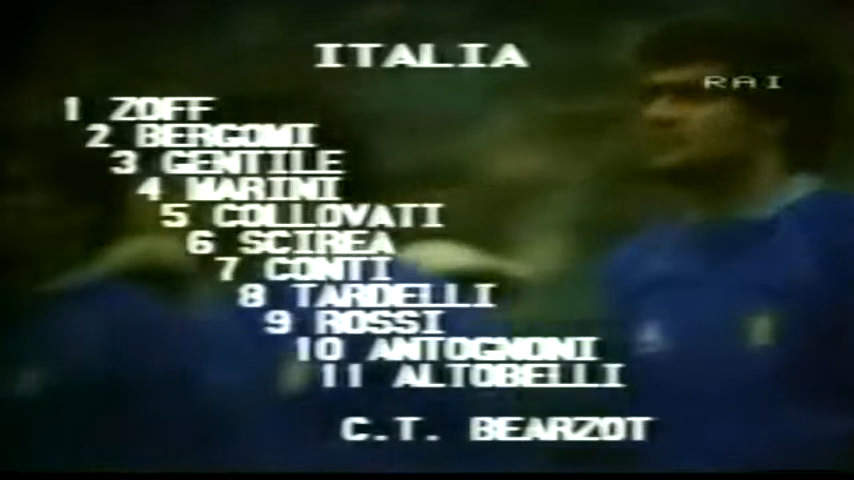 ITALIA
RAI
1 ZOFF
2 BERGOMI
3 GENTILE
4 MARINI
5 COLLOVATI
6 SCIREA
7 CONTI
8 TARDELLI
9 ROSSI
10 ANTOGNONI
11 ALTOBELLI
C.T. BEARZOT